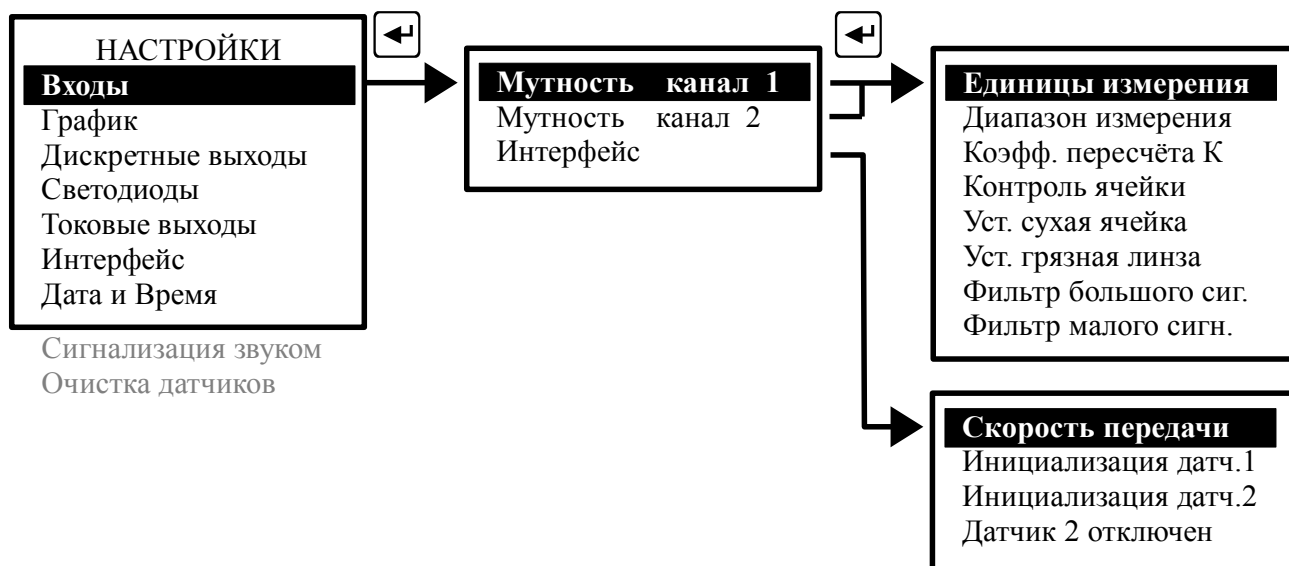 НАСТРОЙКИ
Входы
График
Дискретные выходы
Светодиоды
Токовые выходы
Интерфейс
Дата и Время
Сигнализация звуком
Очистка датчиков
Мутность канал 1
Мутность канал 2
Интерфейс
Единицы измерения
Диапазон измерения
Коэфф. пересчёта К
Контроль ячейки
Уст. сухая ячейка
Уст. грязная линза
Фильтр большого сиг.
Фильтр малого сигн.
Скорость передачи
Инициализация датч.1
Инициализация датч.2
Датчик 2 отключен